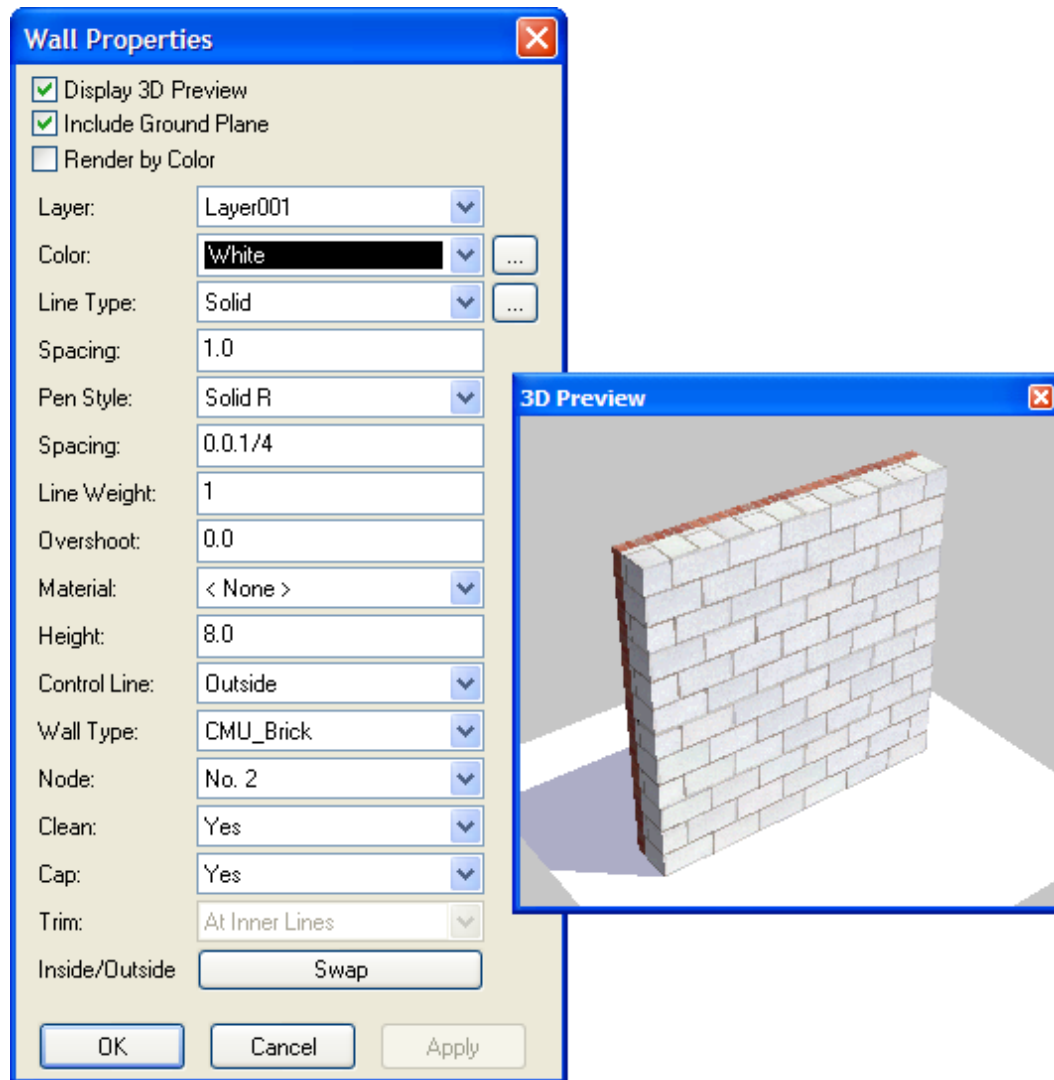 Wall Properties
Display 3D Preview
Include Ground Plane
Render by Color
Layer: Layer001
Color: White ...
Line Type: Solid ...
Spacing: 1.0
Pen Style: Solid R
Spacing: 0.0.1/4
Line Weight: 1
Overshoot: 0.0
Material: < None >
Height: 8.0
Control Line: Outside
Wall Type: CMU_Brick
Node: No. 2
Clean: Yes
Cap: Yes
Trim: At Inner Lines
Inside/Outside Swap
OK Cancel Apply
3D Preview